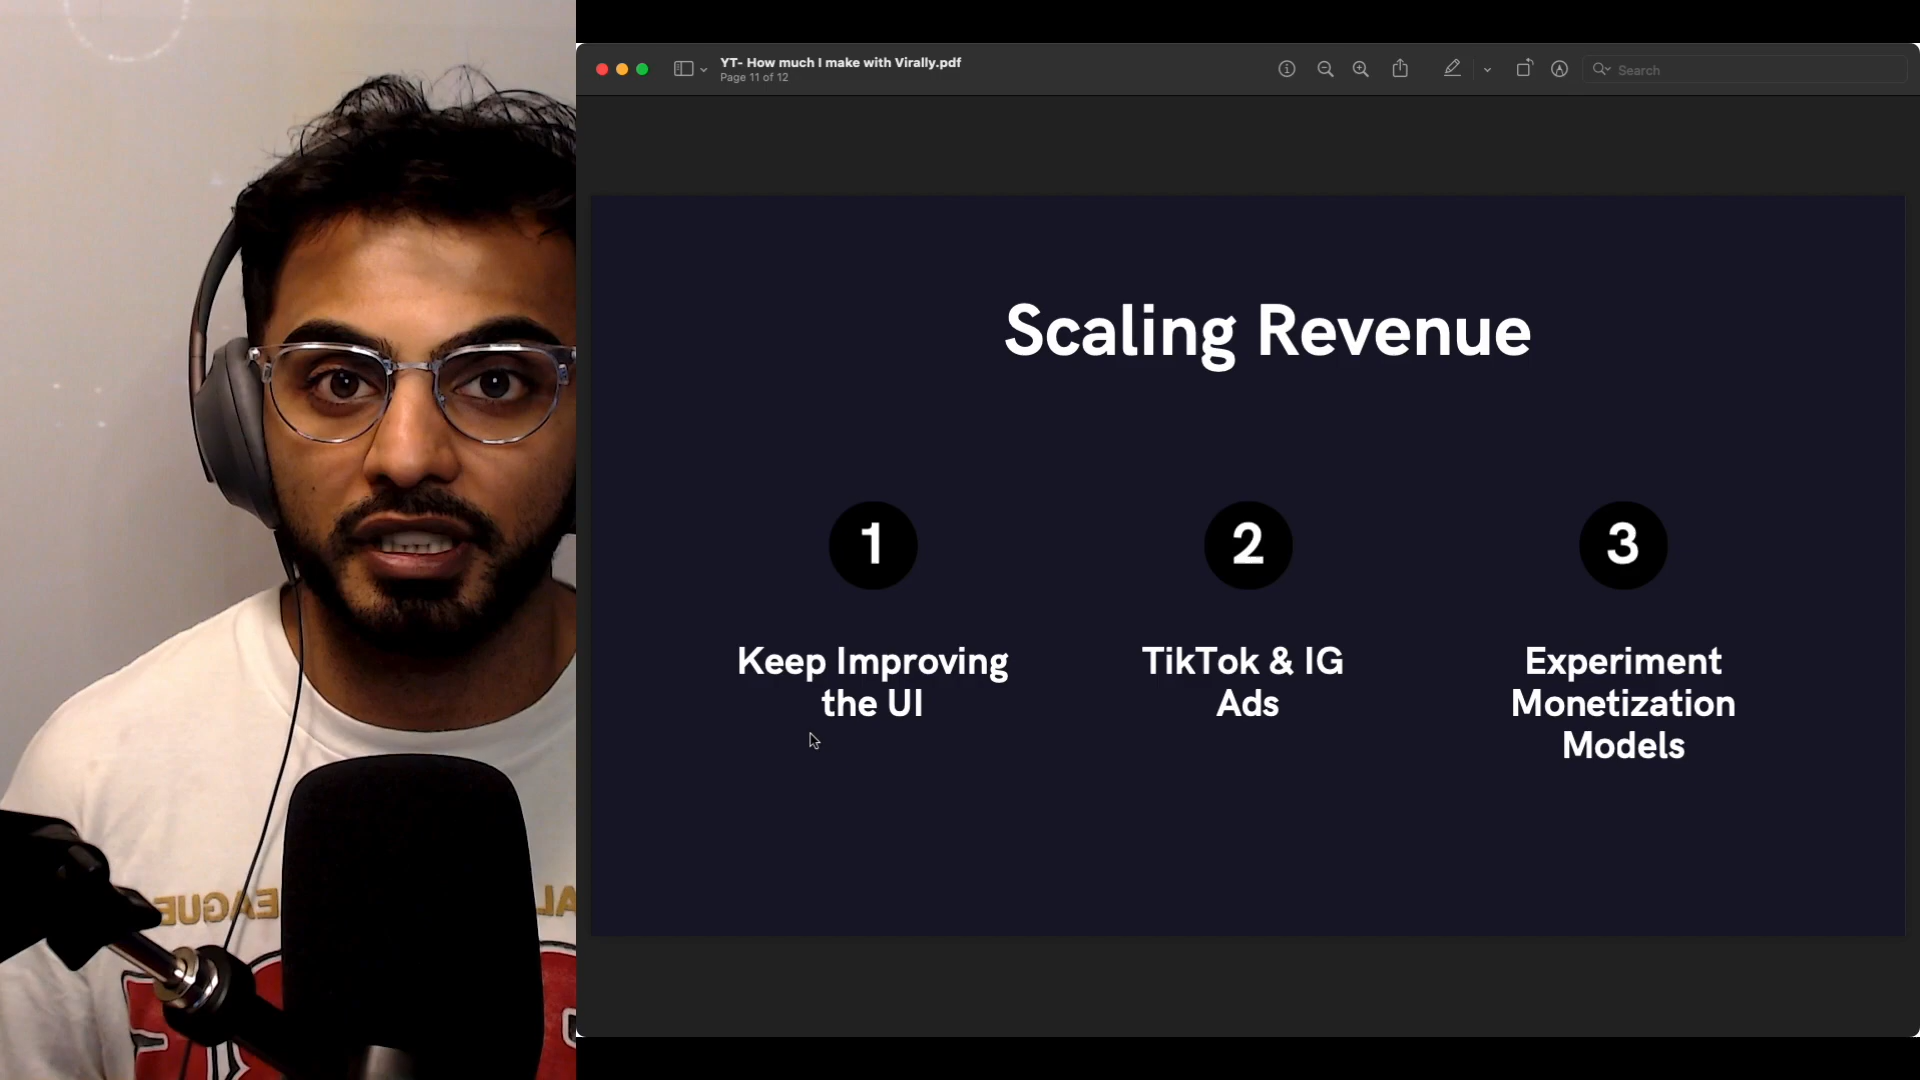 YT- How much I make with Virally.pdf
Page 11 of 12
Search
Scaling Revenue
1
2
3
Keep Improving
the UI
TikTok & IG
Ads
Experiment
Monetization
Models